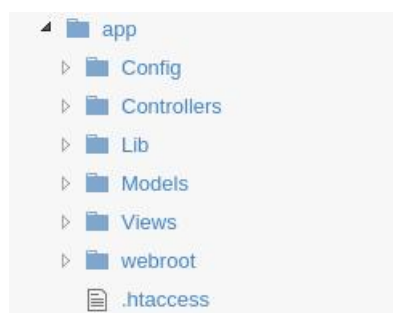 app
Config
Controllers
Lib
Models
Views
webroot
.htaccess